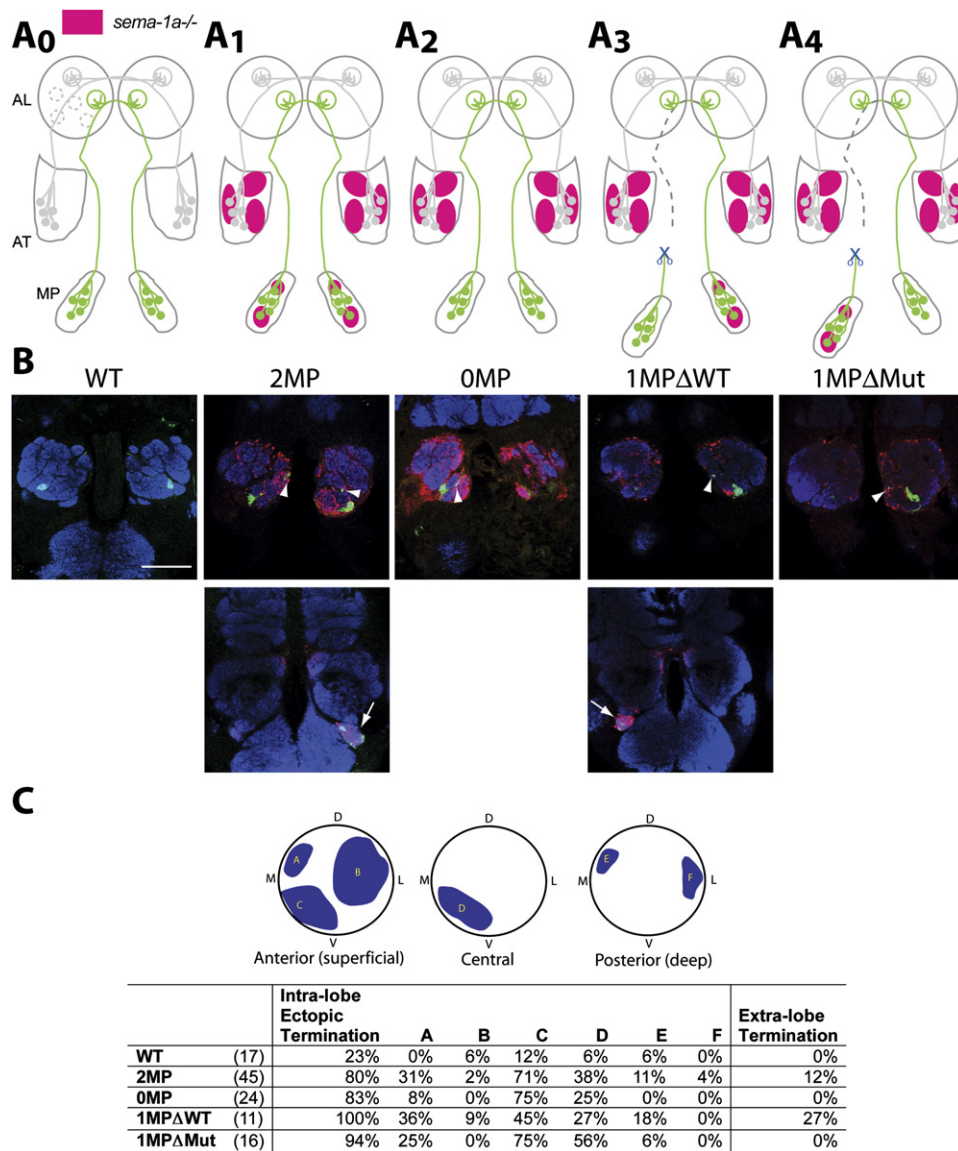 sema-1a-/-
A0 A1 A2 A3 A4
AL
AT
MP
X X
B
WT 2MP 0MP 1MPΔWT 1MPΔMut
C
D D D
A B E F
M L M L M L
C D
V V V
Anterior (superficial) Central Posterior (deep)
Intra-lobe
Ectopic Extra-lobe
Termination A B C D E F Termination
WT (17) 23% 0% 6% 12% 6% 6% 0% 0%
2MP (45) 80% 31% 2% 71% 38% 11% 4% 12%
0MP (24) 83% 8% 0% 75% 25% 0% 0% 0%
1MPΔWT (11) 100% 36% 9% 45% 27% 18% 0% 27%
1MPΔMut (16) 94% 25% 0% 75% 56% 6% 0% 0%